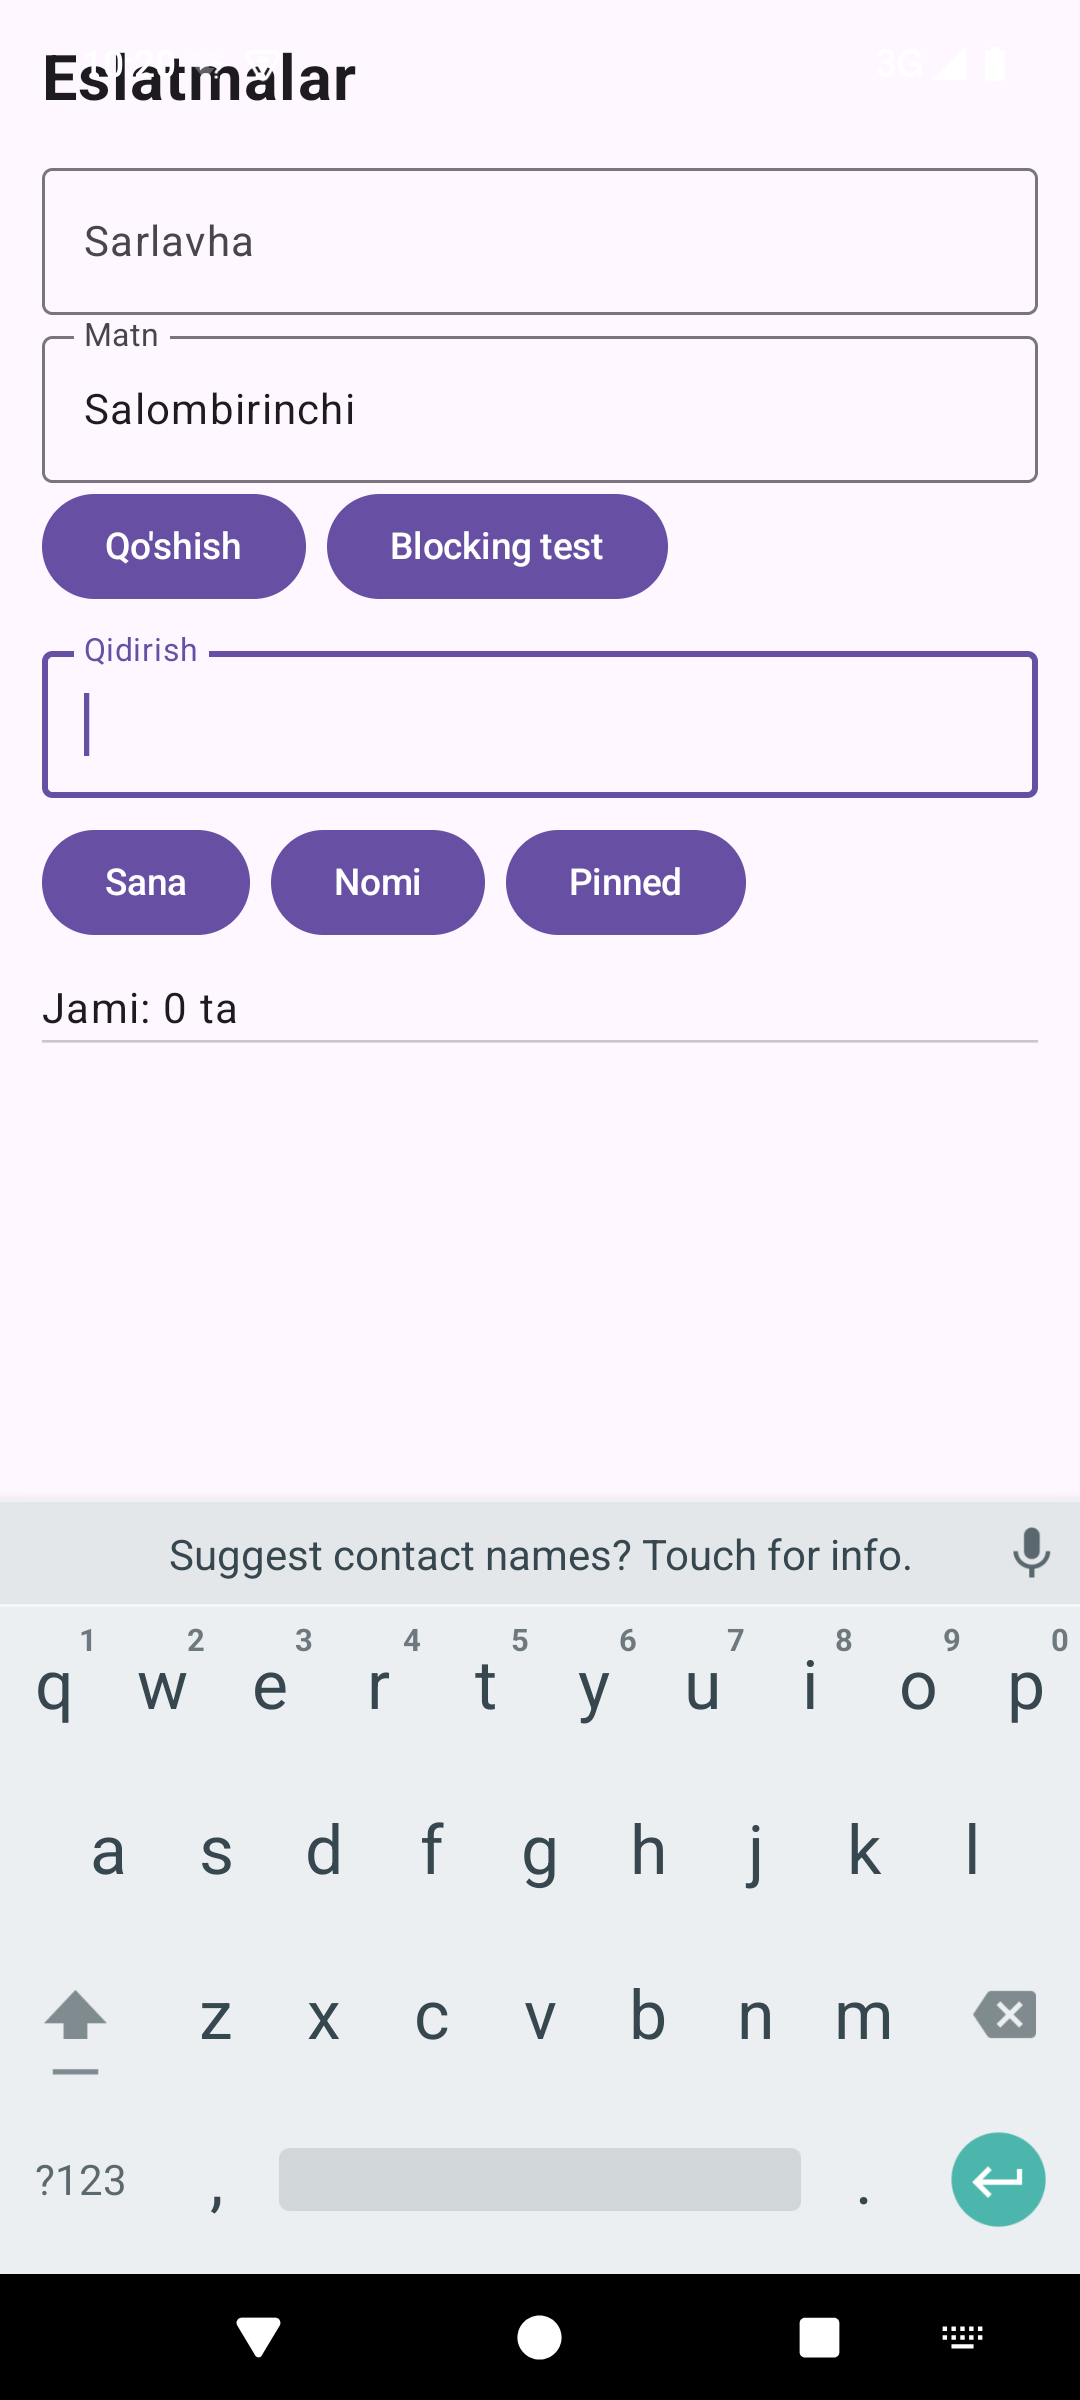 3G
Eslatmalar
Sarlavha
Matn
Salombirinchi
Qo'shish Blocking test
Qidirish
Sana Nomi Pinned
Jami: 0 ta
Suggest contact names? Touch for info.
1 2 3 4 5 6 7 8 9 0
q w e r t y u i o p
a s d f g h j k l
z x c v b n m
?123 , .